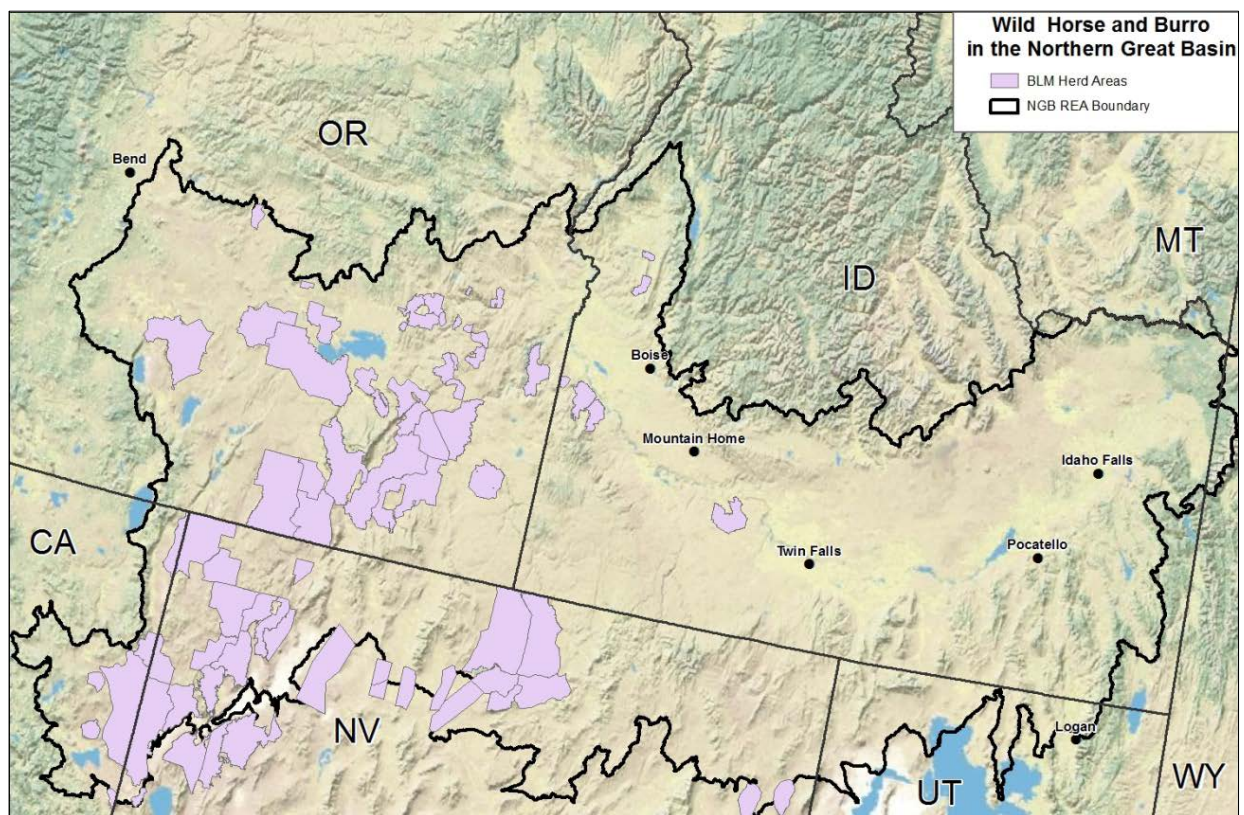 Wild Horse and Burro
in the Northern Great Basin
BLM Herd Areas
NGB REA Boundary
OR
Bend
MT
ID
Boise
Mountain Home
Idaho Falls
CA
Twin Falls
Pocatello
NV
Logan
UT
WY